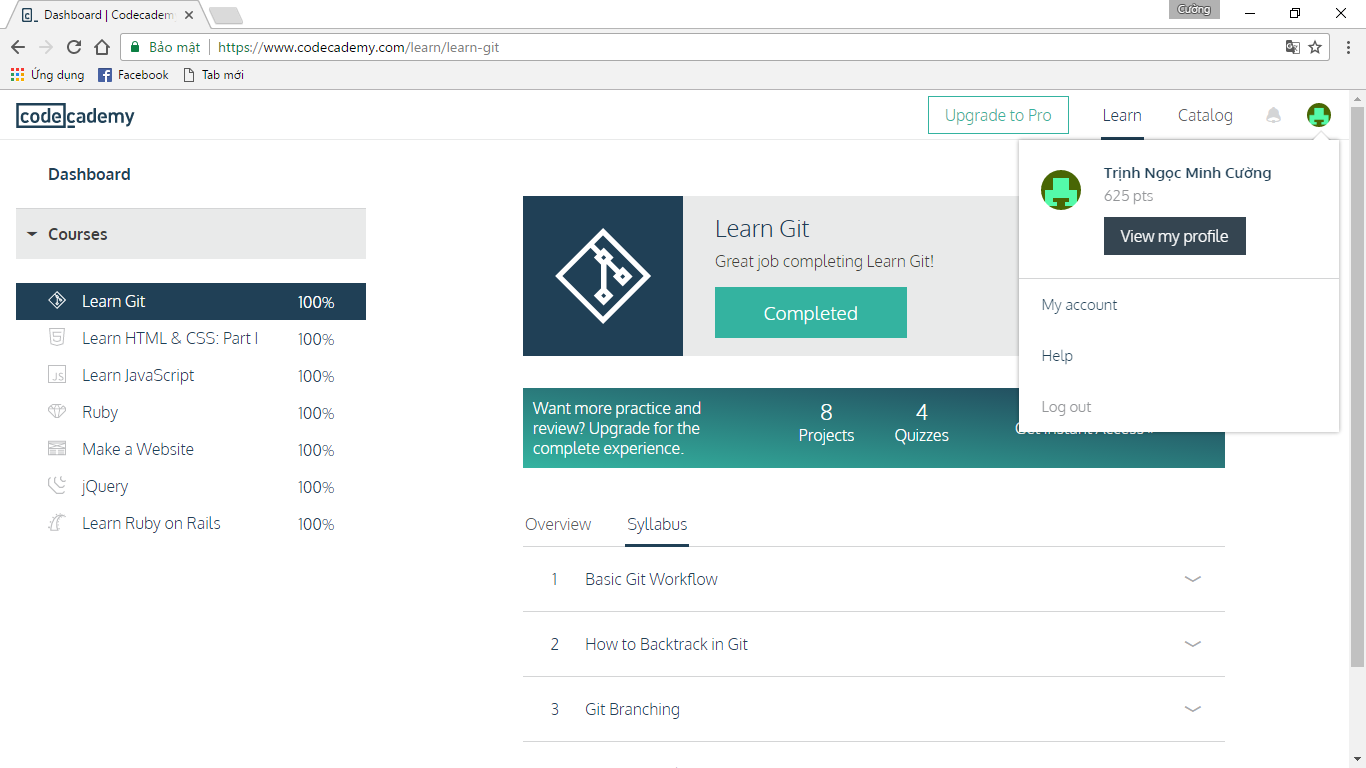 Dashboard | Codecadem
Cường
Bảo mật
https://www.codecademy.com/learn/learn-git
Ứng dụng
Facebook
Tab mới
codecademy
Upgrade to Pro
Learn
Catalog
Dashboard
Courses
Learn Git 100%
Learn HTML & CSS: Part I 100%
Learn JavaScript 100%
Ruby 100%
Make a Website 100%
jQuery 100%
Learn Ruby on Rails 100%
Learn Git
Great job completing Learn Git!
Completed
Want more practice and
review? Upgrade for the
complete experience.
8
Projects
4
Quizzes
Get Instant Access
Trịnh Ngọc Minh Cường
625 pts
View my profile
My account
Help
Log out
Overview
Syllabus
1 Basic Git Workflow
2 How to Backtrack in Git
3 Git Branching